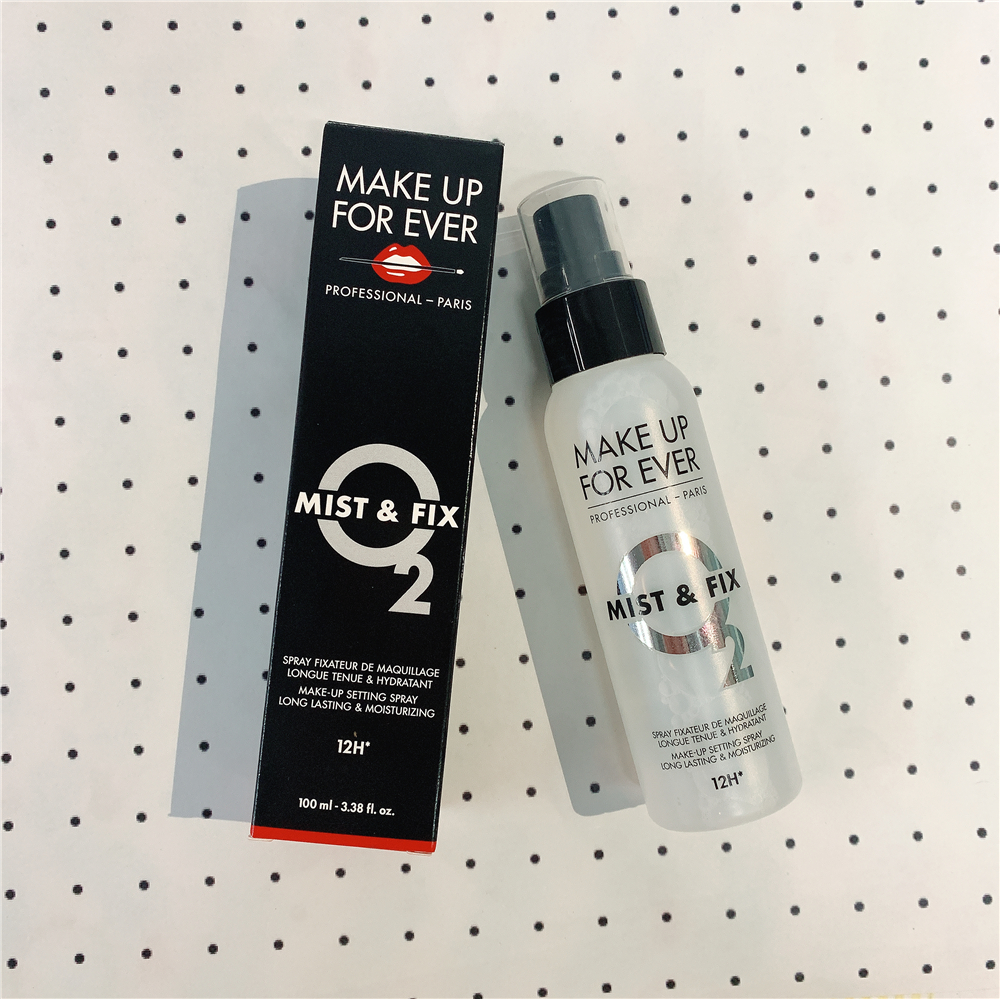 MAKE UP
FOR EVER
PROFESSIONAL – PARIS
O
MIST & FIX
2
SPRAY FIXATEUR DE MAQUILLAGE
LONGUE TENUE & HYDRATANT
MAKE-UP SETTING SPRAY
LONG LASTING & MOISTURIZING
12H*
100 ml - 3.38 fl. oz.
MAKE UP
FOR EVER
PROFESSIONAL – PARIS
O
MIST & FIX
2
SPRAY FIXATEUR DE MAQUILLAGE
LONGUE TENUE & HYDRATANT
MAKE-UP SETTING SPRAY
LONG LASTING & MOISTURIZING
12H*